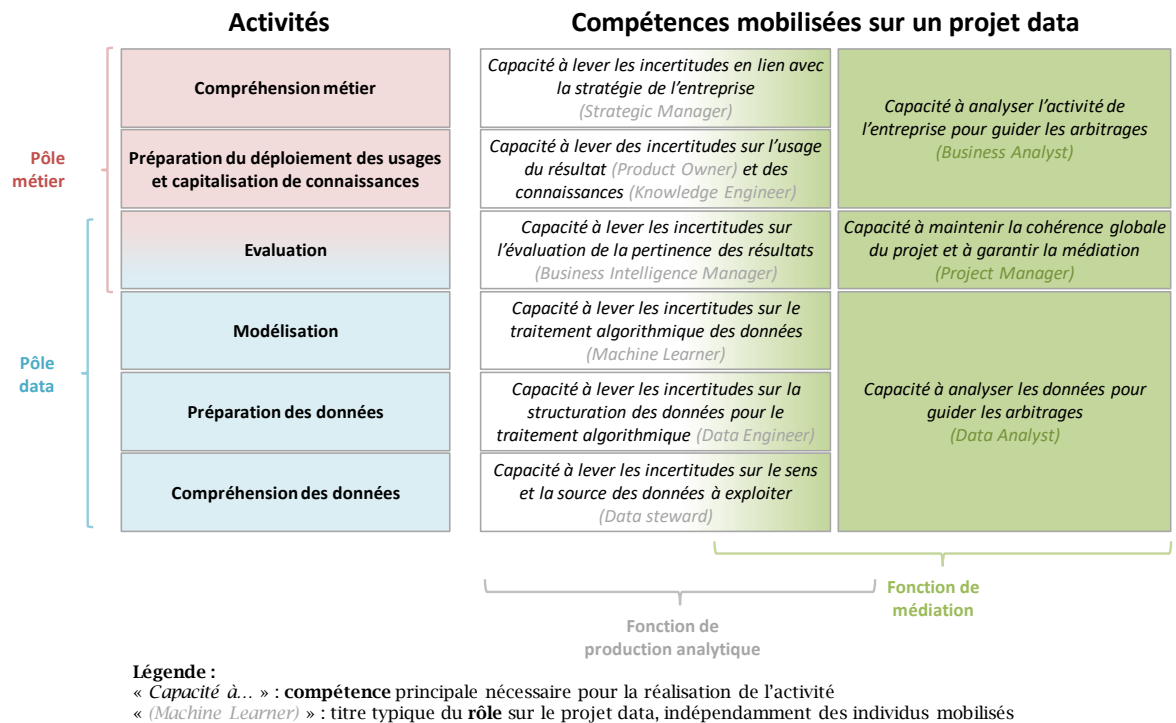 Activités
Compétences mobilisées sur un projet data
Pôle
métier
Pôle
data
Compréhension métier
Capacité à lever les incertitudes en lien avec
la stratégie de l'entreprise
(Strategic Manager)
Capacité à analyser l'activité de
l'entreprise pour guider les arbitrages
(Business Analyst)
Préparation du déploiement des usages
et capitalisation de connaissances
Capacité à lever des incertitudes sur l'usage
du résultat (Product Owner) et des
connaissances (Knowledge Engineer)
Evaluation
Capacité à lever les incertitudes sur
l'évaluation de la pertinence des résultats
(Business Intelligence Manager)
Capacité à maintenir la cohérence globale
du projet et à garantir la médiation
(Project Manager)
Modélisation
Capacité à lever les incertitudes sur le
traitement algorithmique des données
(Machine Learner)
Préparation des données
Capacité à lever les incertitudes sur la
structuration des données pour le
traitement algorithmique (Data Engineer)
Capacité à analyser les données pour
guider les arbitrages
(Data Analyst)
Compréhension des données
Capacité à lever les incertitudes sur le sens
et la source des données à exploiter
(Data steward)
Fonction de
médiation
Fonction de
production analytique
Légende :
« Capacité à... » : compétence principale nécessaire pour la réalisation de l'activité
« (Machine Learner) » : titre typique du rôle sur le projet data, indépendamment des individus mobilisés